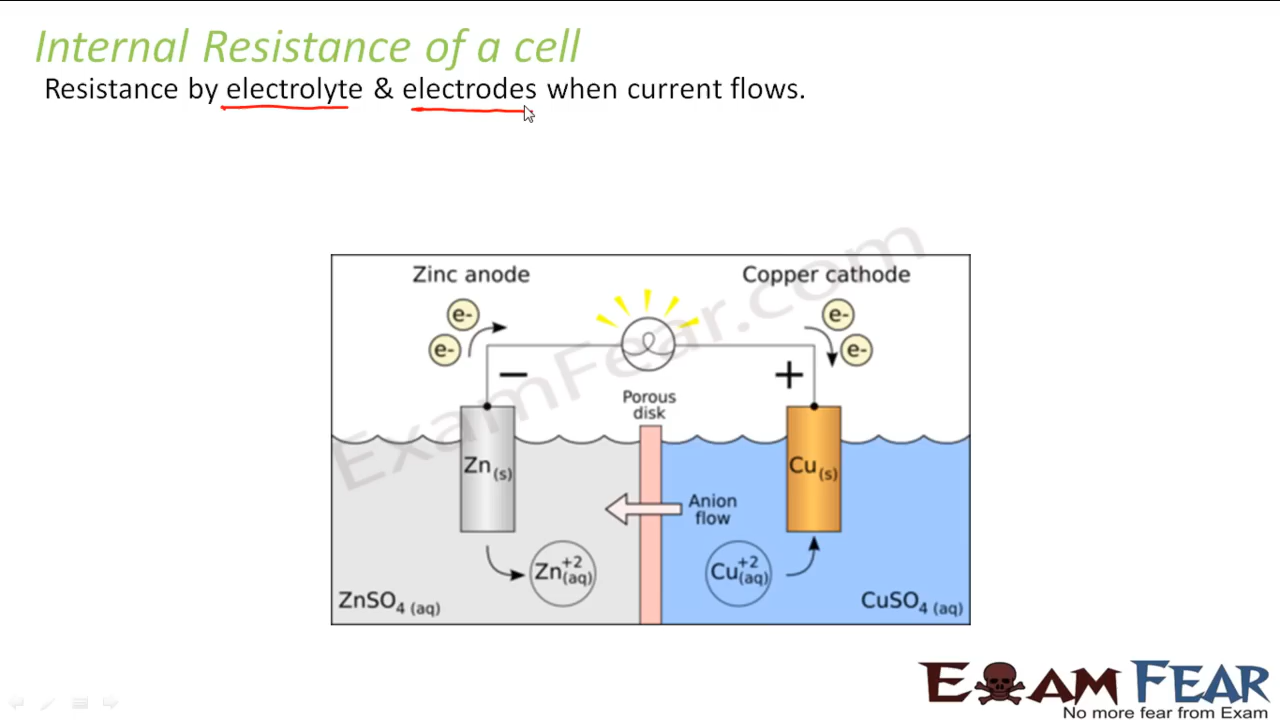 Internal Resistance of a cell
Resistance by electrolyte & electrodes when current flows.
Zinc anode
Copper cathode
e-
e-
e-
e-
−
+
Porous
disk
Zn(s)
Cu(s)
Anion
flow
Zn+2(aq)
Cu+2(aq)
ZnSO4 (aq)
CuSO4 (aq)
ExamFear.com
EXAM FEAR
No more fear from Exam